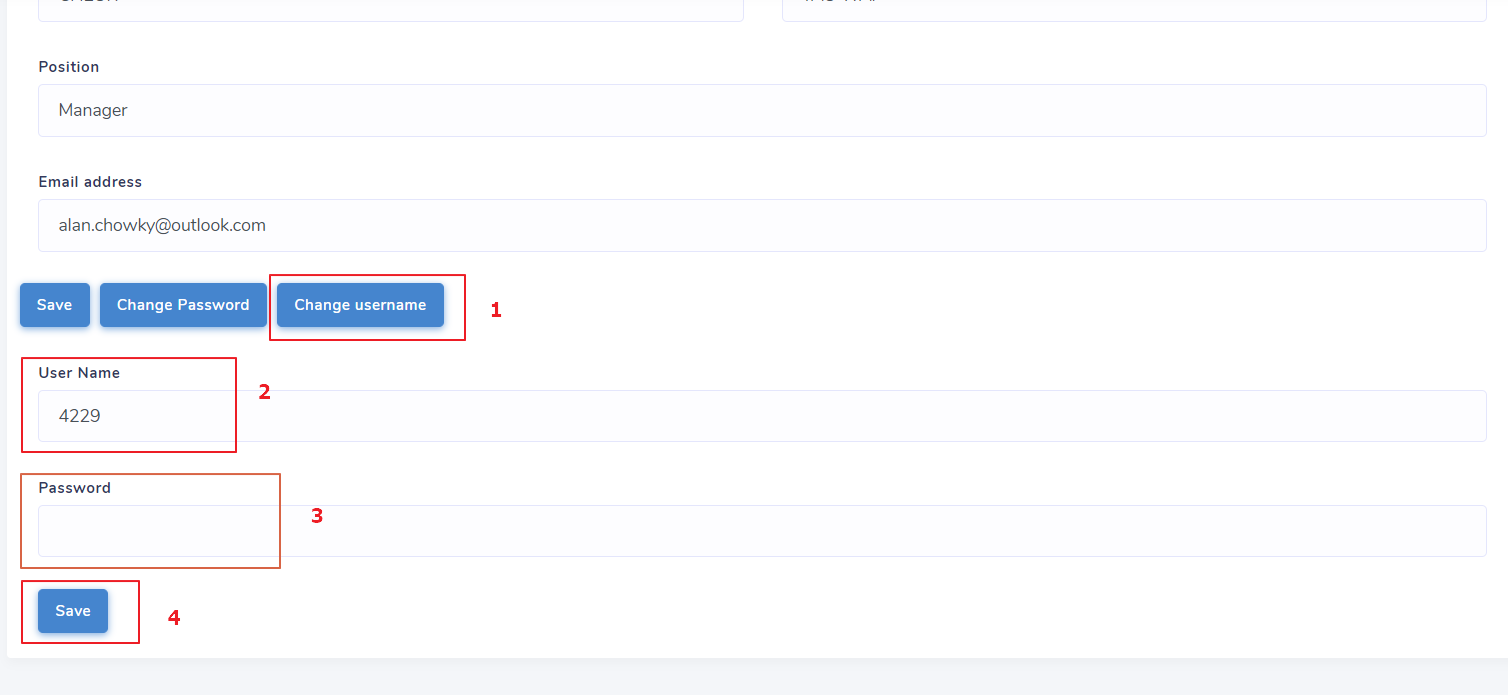 Position
Manager
Email address
alan.chowky@outlook.com
Save Change Password Change username 1
User Name
2
4229
Password
3
Save 4